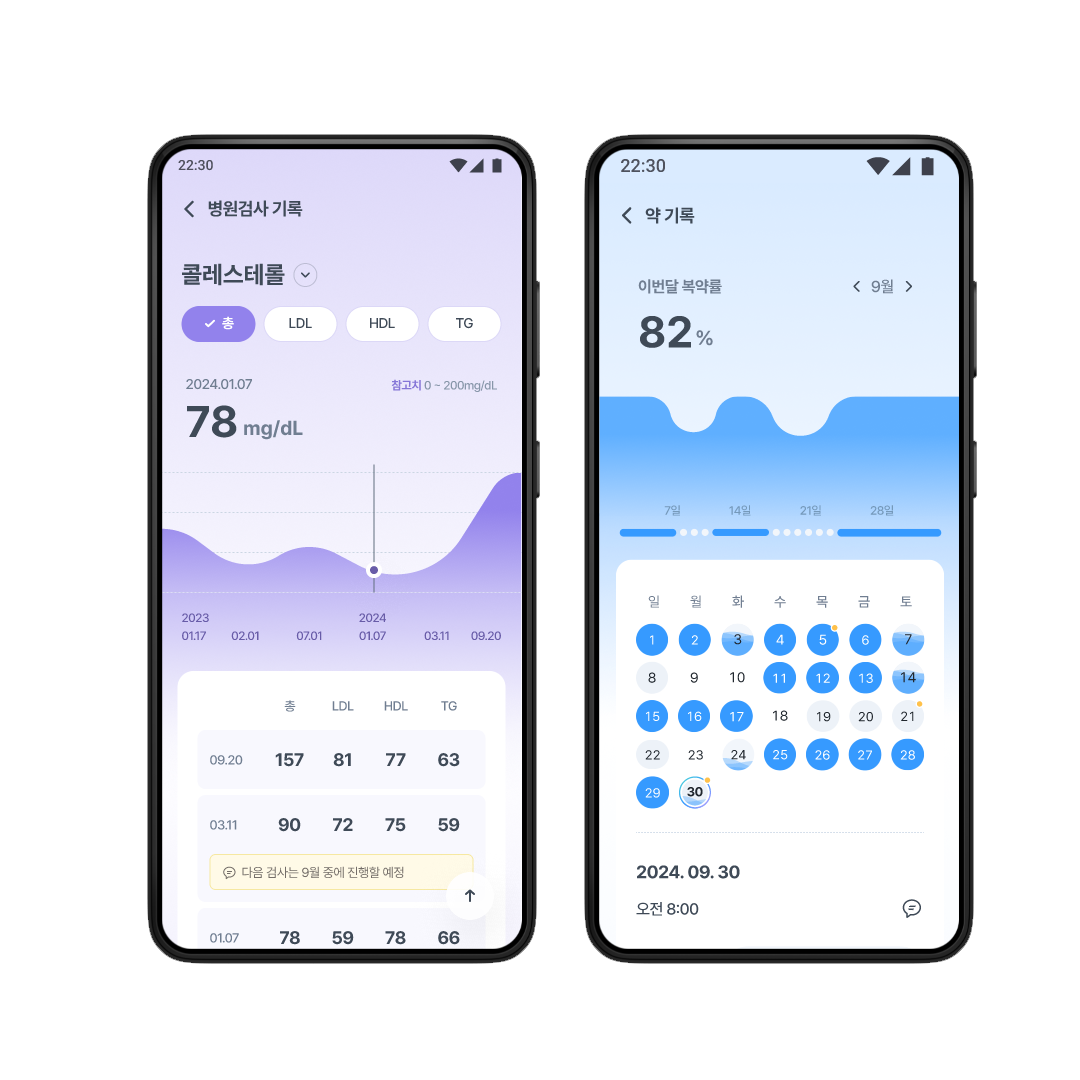 22:30
병원검사 기록
콜레스테롤
총 LDL HDL TG
2024.01.07 참고치 0 ~ 200mg/dL
78 mg/dL
2023 2024
01.17 02.01 07.01 01.07 03.11 09.20
총 LDL HDL TG
09.20 157 81 77 63
03.11 90 72 75 59
다음 검사는 9월 중에 진행할 예정
01.07 78 59 78 66
22:30
약 기록
이번달 복약률 9월
82%
7일 14일 21일 28일
일 월 화 수 목 금 토
1 2 3 4 5 6 7
8 9 10 11 12 13 14
15 16 17 18 19 20 21
22 23 24 25 26 27 28
29 30
2024. 09. 30
오전 8:00